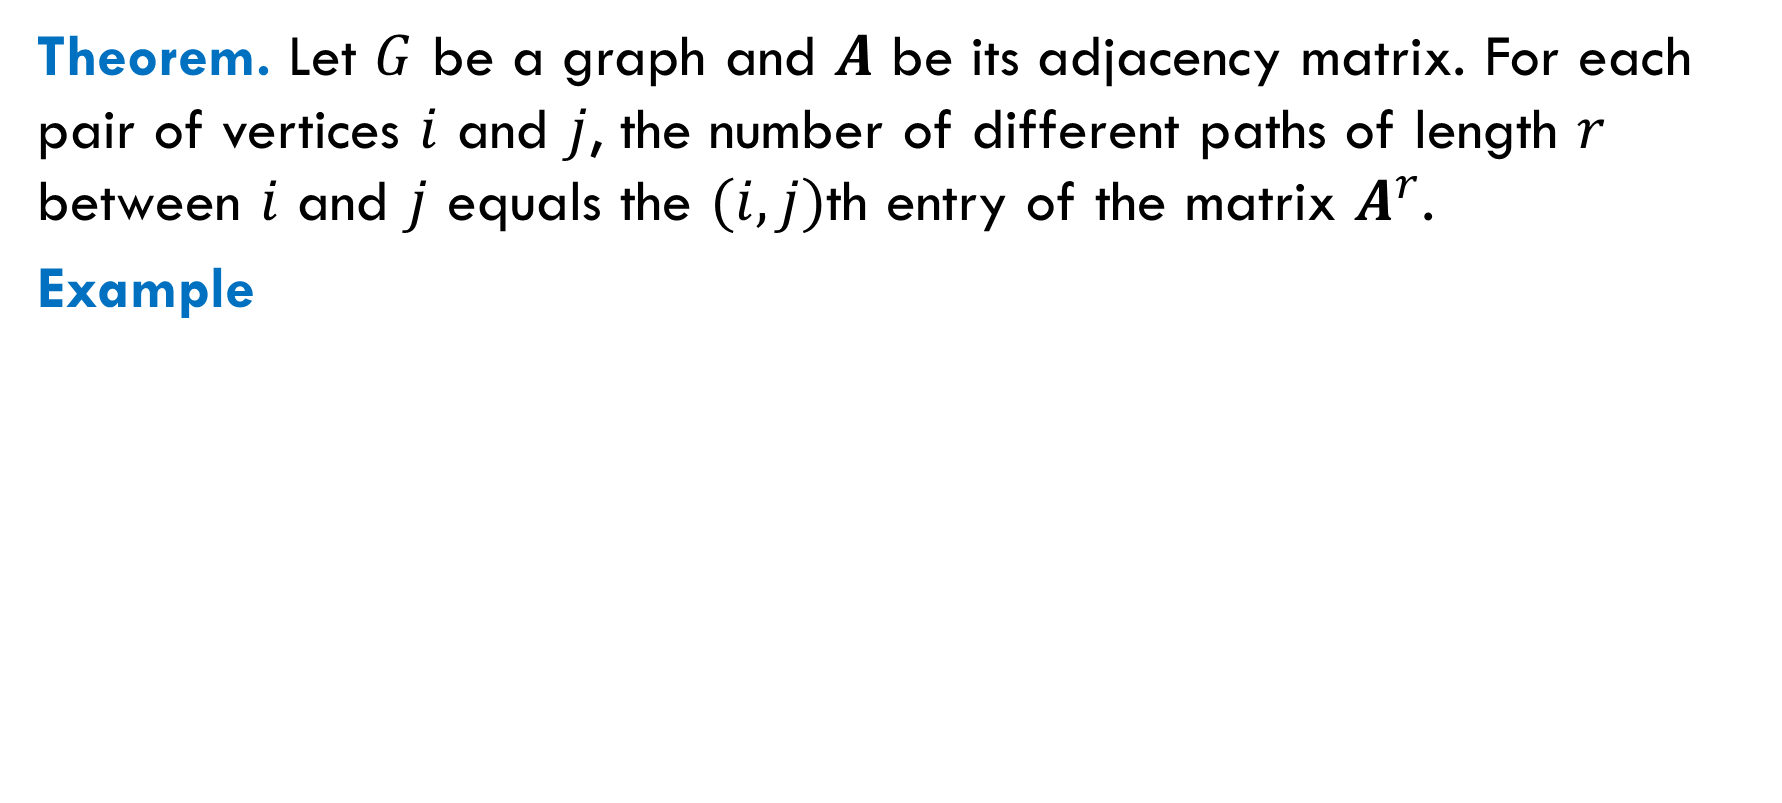 Theorem. Let 𝐺 be a graph and 𝑨 be its adjacency matrix. For each
pair of vertices 𝑖 and 𝑗, the number of different paths of length 𝑟
between 𝑖 and 𝑗 equals the (𝑖, 𝑗)th entry of the matrix 𝑨ʳ.
Example